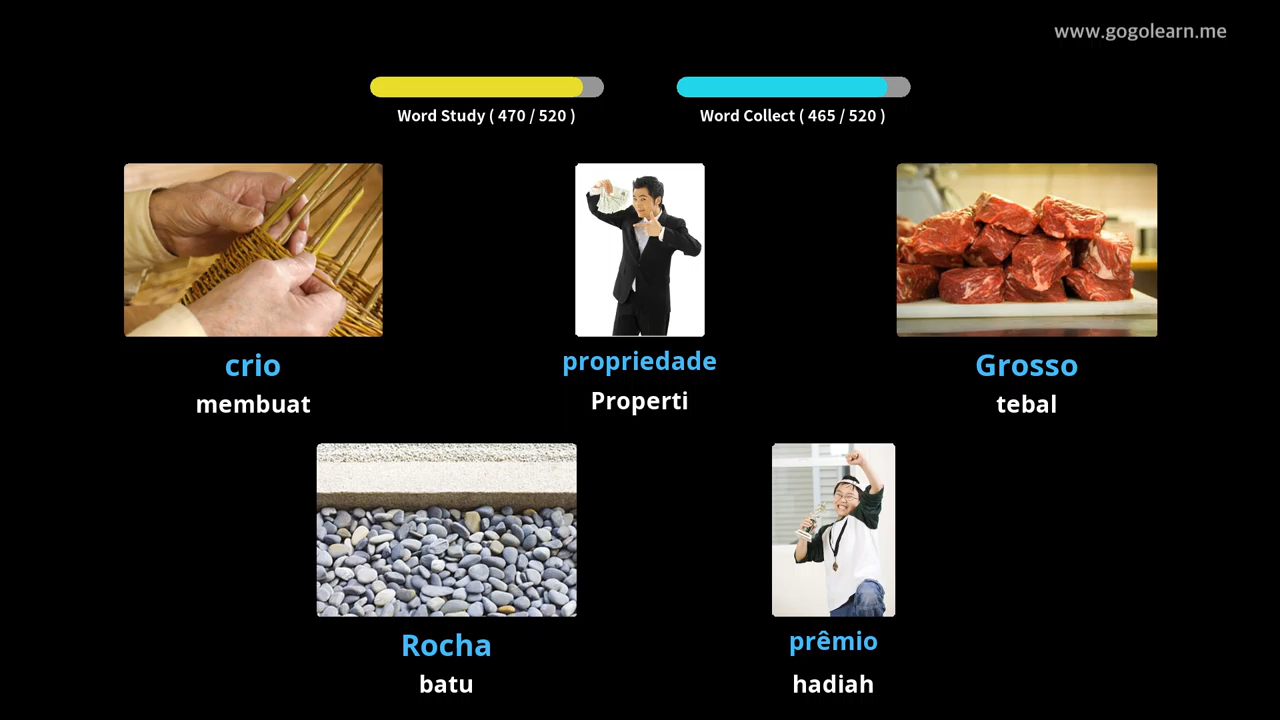 www.gogolearn.me
Word Study ( 470 / 520 )
Word Collect ( 465 / 520 )
crio
membuat
propriedade
Properti
Grosso
tebal
Rocha
batu
prêmio
hadiah